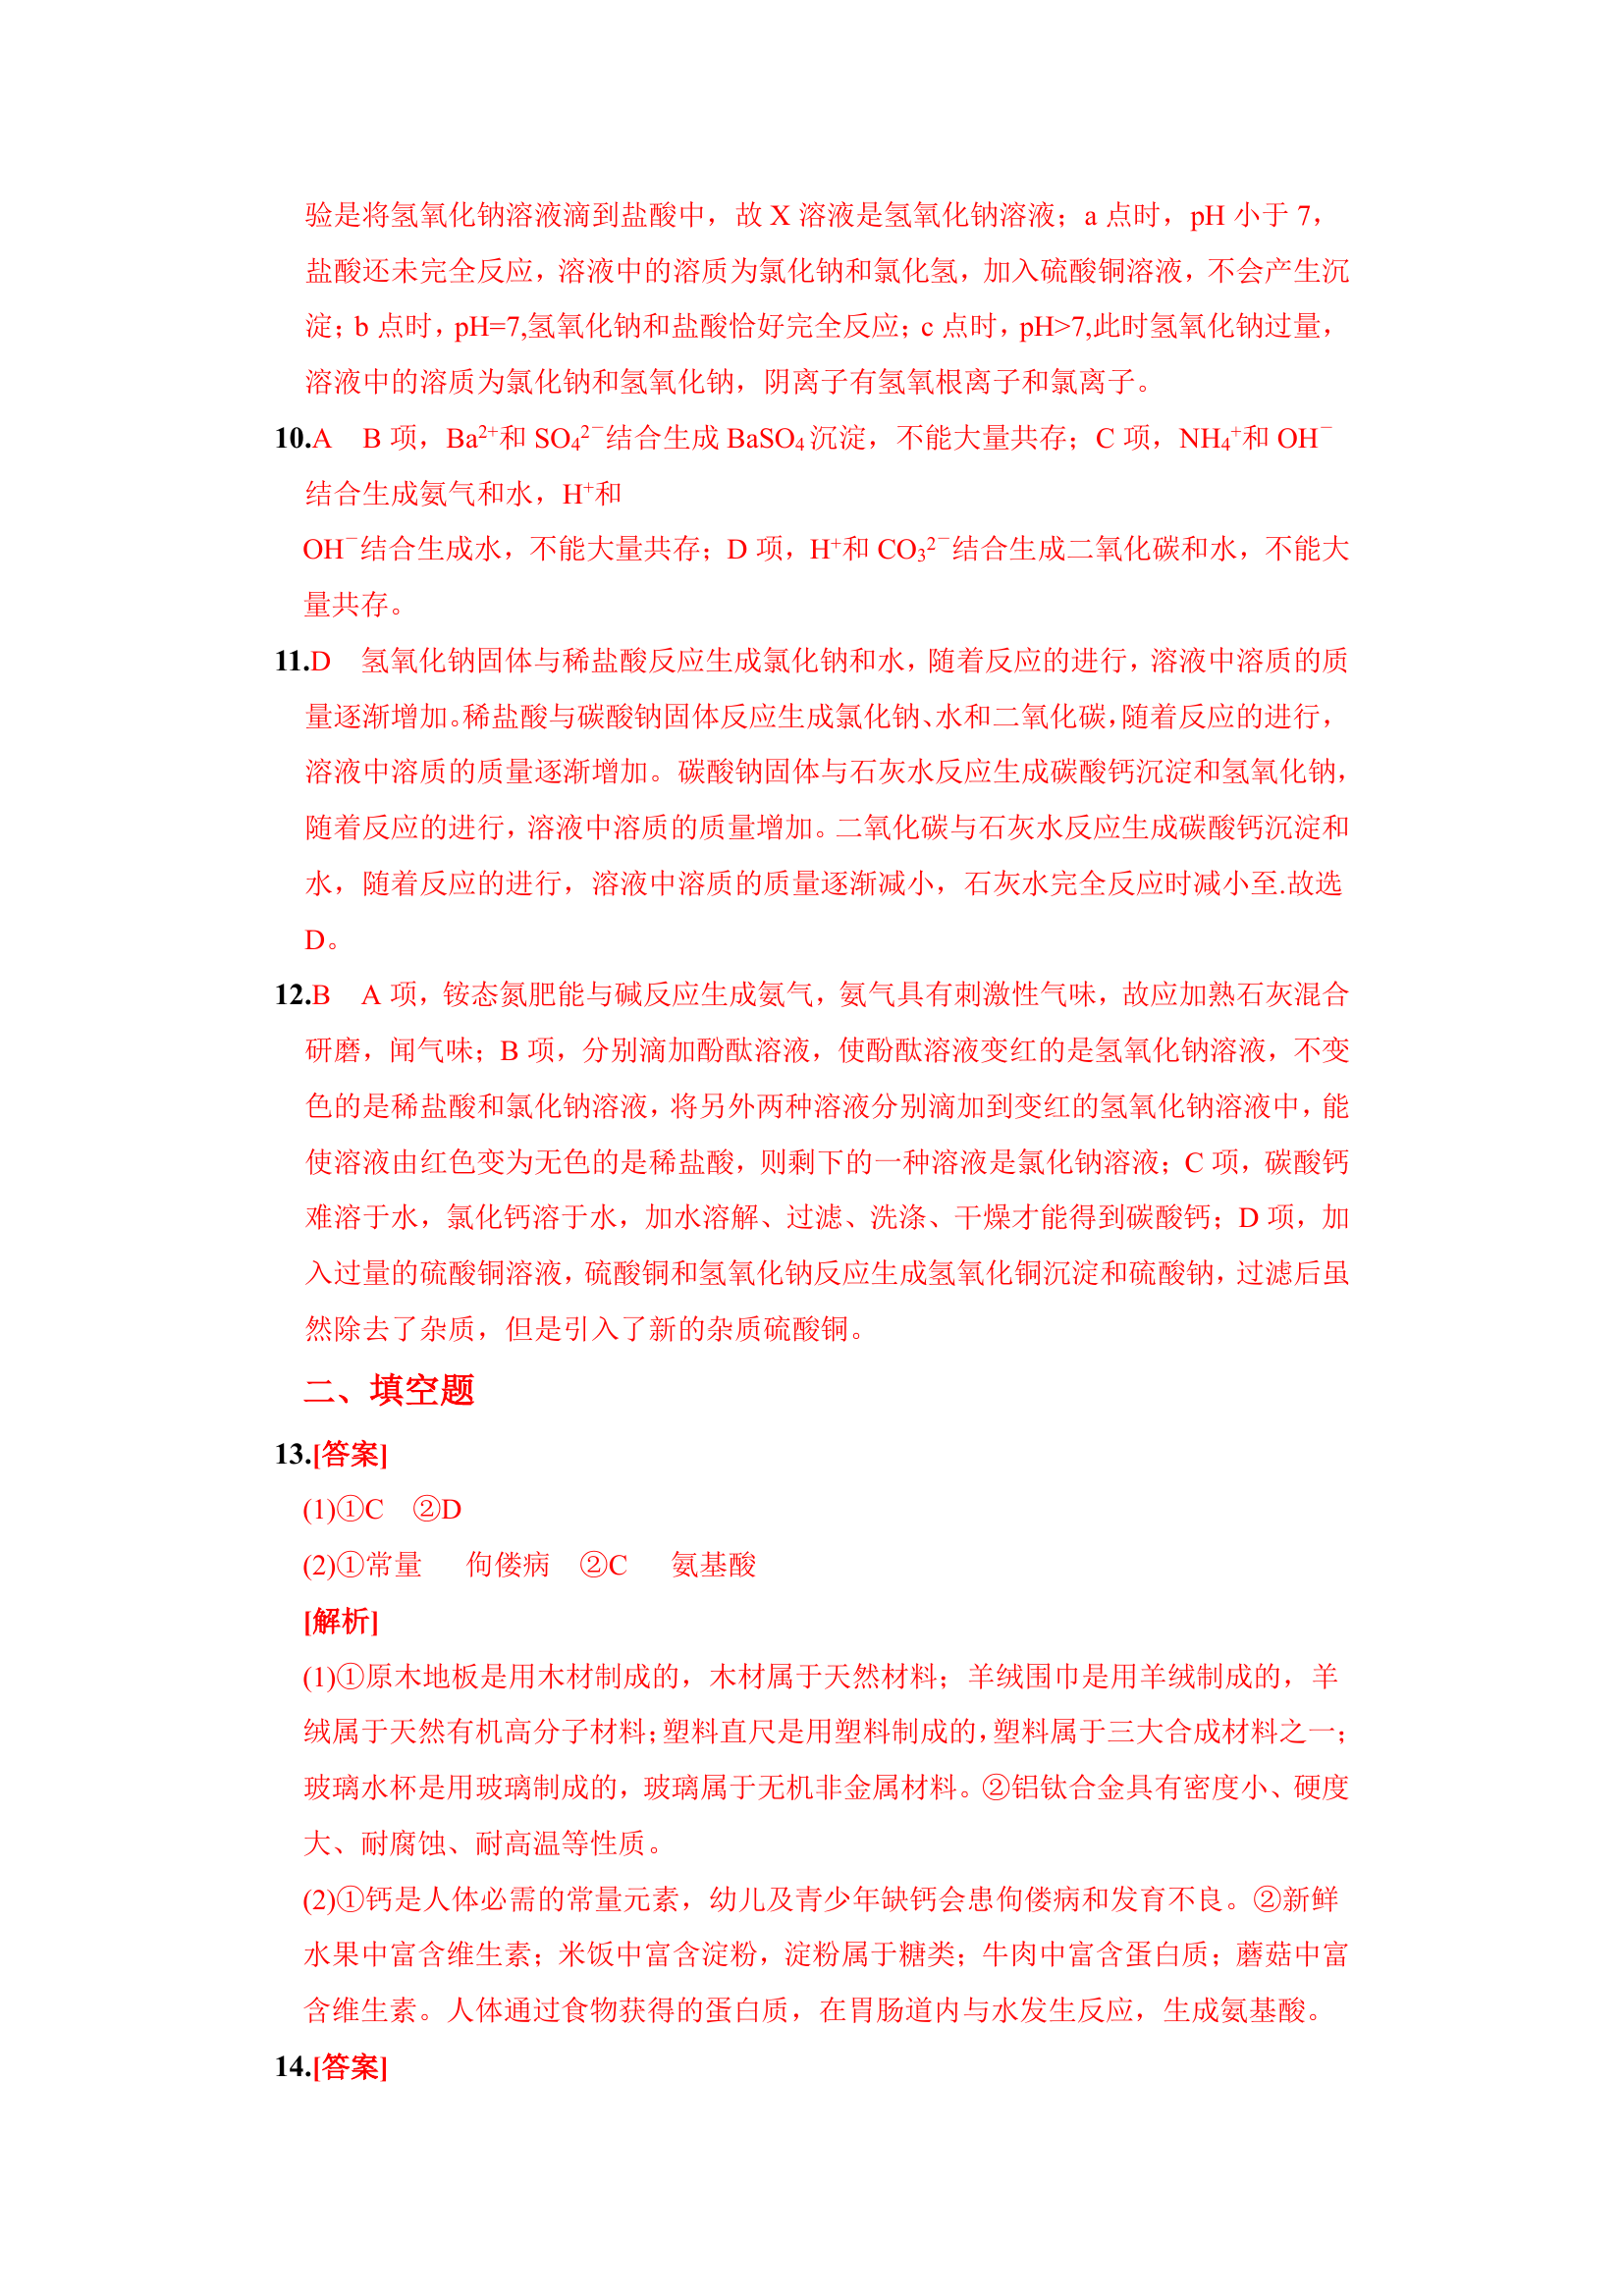 验是将氢氧化钠溶液滴到盐酸中，故 X 溶液是氢氧化钠溶液；a 点时，pH 小于 7，
盐酸还未完全反应，溶液中的溶质为氯化钠和氯化氢，加入硫酸铜溶液，不会产生沉
淀；b 点时，pH=7,氢氧化钠和盐酸恰好完全反应；c 点时，pH>7,此时氢氧化钠过量，
溶液中的溶质为氯化钠和氢氧化钠，阴离子有氢氧根离子和氯离子。
10.A　B 项，Ba²⁺和 SO₄²⁻结合生成 BaSO₄ 沉淀，不能大量共存；C 项，NH₄⁺和 OH⁻
结合生成氨气和水，H⁺和
OH⁻结合生成水，不能大量共存；D 项，H⁺和 CO₃²⁻结合生成二氧化碳和水，不能大
量共存。
11.D　氢氧化钠固体与稀盐酸反应生成氯化钠和水，随着反应的进行，溶液中溶质的质
量逐渐增加。稀盐酸与碳酸钠固体反应生成氯化钠、水和二氧化碳，随着反应的进行，
溶液中溶质的质量逐渐增加。碳酸钠固体与石灰水反应生成碳酸钙沉淀和氢氧化钠，
随着反应的进行，溶液中溶质的质量增加。二氧化碳与石灰水反应生成碳酸钙沉淀和
水，随着反应的进行，溶液中溶质的质量逐渐减小，石灰水完全反应时减小至.故选
D。
12.B　A 项，铵态氮肥能与碱反应生成氨气，氨气具有刺激性气味，故应加熟石灰混合
研磨，闻气味；B 项，分别滴加酚酞溶液，使酚酞溶液变红的是氢氧化钠溶液，不变
色的是稀盐酸和氯化钠溶液，将另外两种溶液分别滴加到变红的氢氧化钠溶液中，能
使溶液由红色变为无色的是稀盐酸，则剩下的一种溶液是氯化钠溶液；C 项，碳酸钙
难溶于水，氯化钙溶于水，加水溶解、过滤、洗涤、干燥才能得到碳酸钙；D 项，加
入过量的硫酸铜溶液，硫酸铜和氢氧化钠反应生成氢氧化铜沉淀和硫酸钠，过滤后虽
然除去了杂质，但是引入了新的杂质硫酸铜。
二、填空题
13.[答案]
(1)①C　②D
(2)①常量　佝偻病　②C　氨基酸
[解析]
(1)①原木地板是用木材制成的，木材属于天然材料；羊绒围巾是用羊绒制成的，羊
绒属于天然有机高分子材料；塑料直尺是用塑料制成的，塑料属于三大合成材料之一；
玻璃水杯是用玻璃制成的，玻璃属于无机非金属材料。②铝钛合金具有密度小、硬度
大、耐腐蚀、耐高温等性质。
(2)①钙是人体必需的常量元素，幼儿及青少年缺钙会患佝偻病和发育不良。②新鲜
水果中富含维生素；米饭中富含淀粉，淀粉属于糖类；牛肉中富含蛋白质；蘑菇中富
含维生素。人体通过食物获得的蛋白质，在胃肠道内与水发生反应，生成氨基酸。
14.[答案]